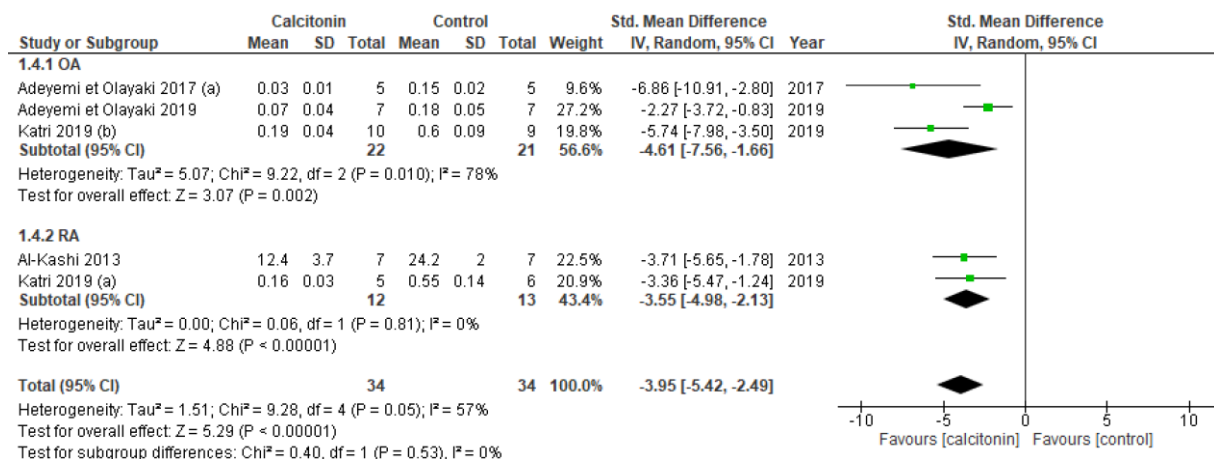 Calcitonin Control Std. Mean Difference Std. Mean Difference
Study or Subgroup Mean SD Total Mean SD Total Weight IV, Random, 95% CI Year IV, Random, 95% CI
1.4.1 OA
Adeyemi et Olayaki 2017 (a) 0.03 0.01 5 0.15 0.02 5 9.6% -6.86 [-10.91, -2.80] 2017
Adeyemi et Olayaki 2019 0.07 0.04 7 0.18 0.05 7 27.2% -2.27 [-3.72, -0.83] 2019
Katri 2019 (b) 0.19 0.04 10 0.6 0.09 9 19.8% -5.74 [-7.98, -3.50] 2019
Subtotal (95% CI) 22 21 56.6% -4.61 [-7.56, -1.66]
Heterogeneity: Tau² = 5.07; Chi² = 9.22, df = 2 (P = 0.010); I² = 78%
Test for overall effect: Z = 3.07 (P = 0.002)
1.4.2 RA
Al-Kashi 2013 12.4 3.7 7 24.2 2 7 22.5% -3.71 [-5.65, -1.78] 2013
Katri 2019 (a) 0.16 0.03 5 0.55 0.14 6 20.9% -3.36 [-5.47, -1.24] 2019
Subtotal (95% CI) 12 13 43.4% -3.55 [-4.98, -2.13]
Heterogeneity: Tau² = 0.00; Chi² = 0.06, df = 1 (P = 0.81); I² = 0%
Test for overall effect: Z = 4.88 (P < 0.00001)
Total (95% CI) 34 34 100.0% -3.95 [-5.42, -2.49]
Heterogeneity: Tau² = 1.51; Chi² = 9.28, df = 4 (P = 0.05); I² = 57%
Test for overall effect: Z = 5.29 (P < 0.00001)
Test for subgroup differences: Chi² = 0.40, df = 1 (P = 0.53), I² = 0%
-10 -5 0 5 10
Favours [calcitonin] Favours [control]